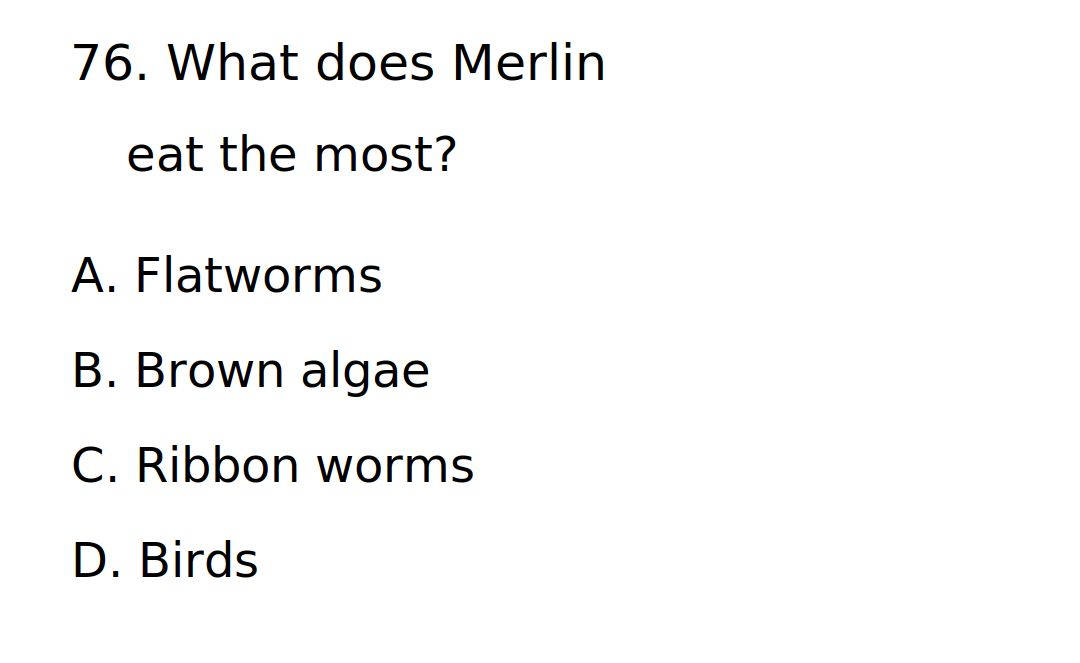 76. What does Merlin
eat the most?
A. Flatworms
B. Brown algae
C. Ribbon worms
D. Birds